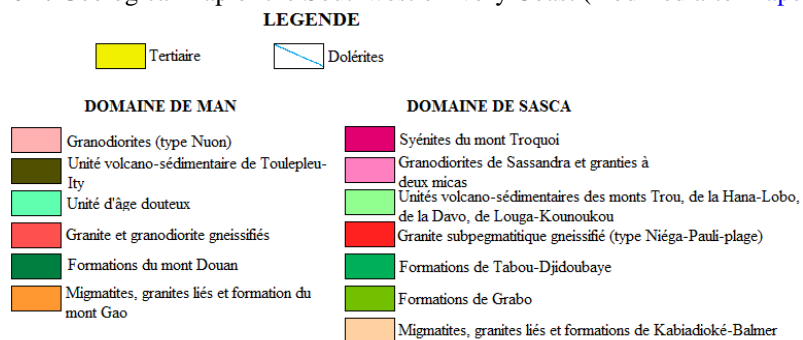 LEGENDE
Tertiaire
Dolérites
DOMAINE DE MAN
Granodiorites (type Nuon)
Unité volcano-sédimentaire de Toulepleu-
Ity
Unité d'âge douteux
Granite et granodiorite gneissifiés
Formations du mont Douan
Migmatites, granites liés et formation du
mont Gao
DOMAINE DE SASCA
Syénites du mont Troquoi
Granodiorites de Sassandra et granties à
deux micas
Unités volcano-sédimentaires des monts Trou, de la Hana-Lobo,
de la Davo, de Louga-Kounoukou
Granite subpegmatitique gneissifié (type Niéga-Pauli-plage)
Formations de Tabou-Djidoubaye
Formations de Grabo
Migmatites, granites liés et formations de Kabiadioké-Balmer